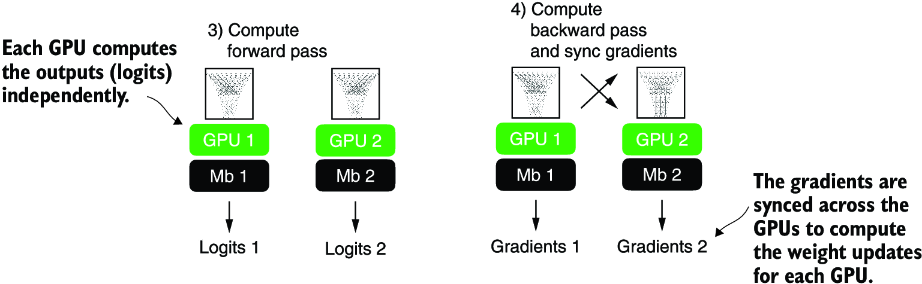 Each GPU computes
the outputs (logits)
independently.
3) Compute
forward pass
GPU 1
GPU 2
Mb 1
Mb 2
Logits 1
Logits 2
4) Compute
backward pass
and sync gradients
GPU 1
GPU 2
Mb 1
Mb 2
Gradients 1
Gradients 2
The gradients are
synced across the
GPUs to compute
the weight updates
for each GPU.